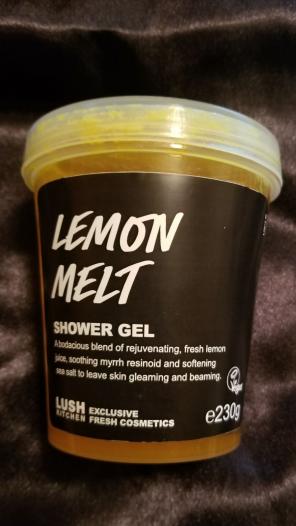 LEMON
MELT
SHOWER GEL
A bodacious blend of rejuvenating, fresh lemon
juice, soothing myrrh resinoid and softening
sea salt to leave skin gleaming and beaming.
Vegan
LUSH
KITCHEN
EXCLUSIVE
FRESH COSMETICS
e230g